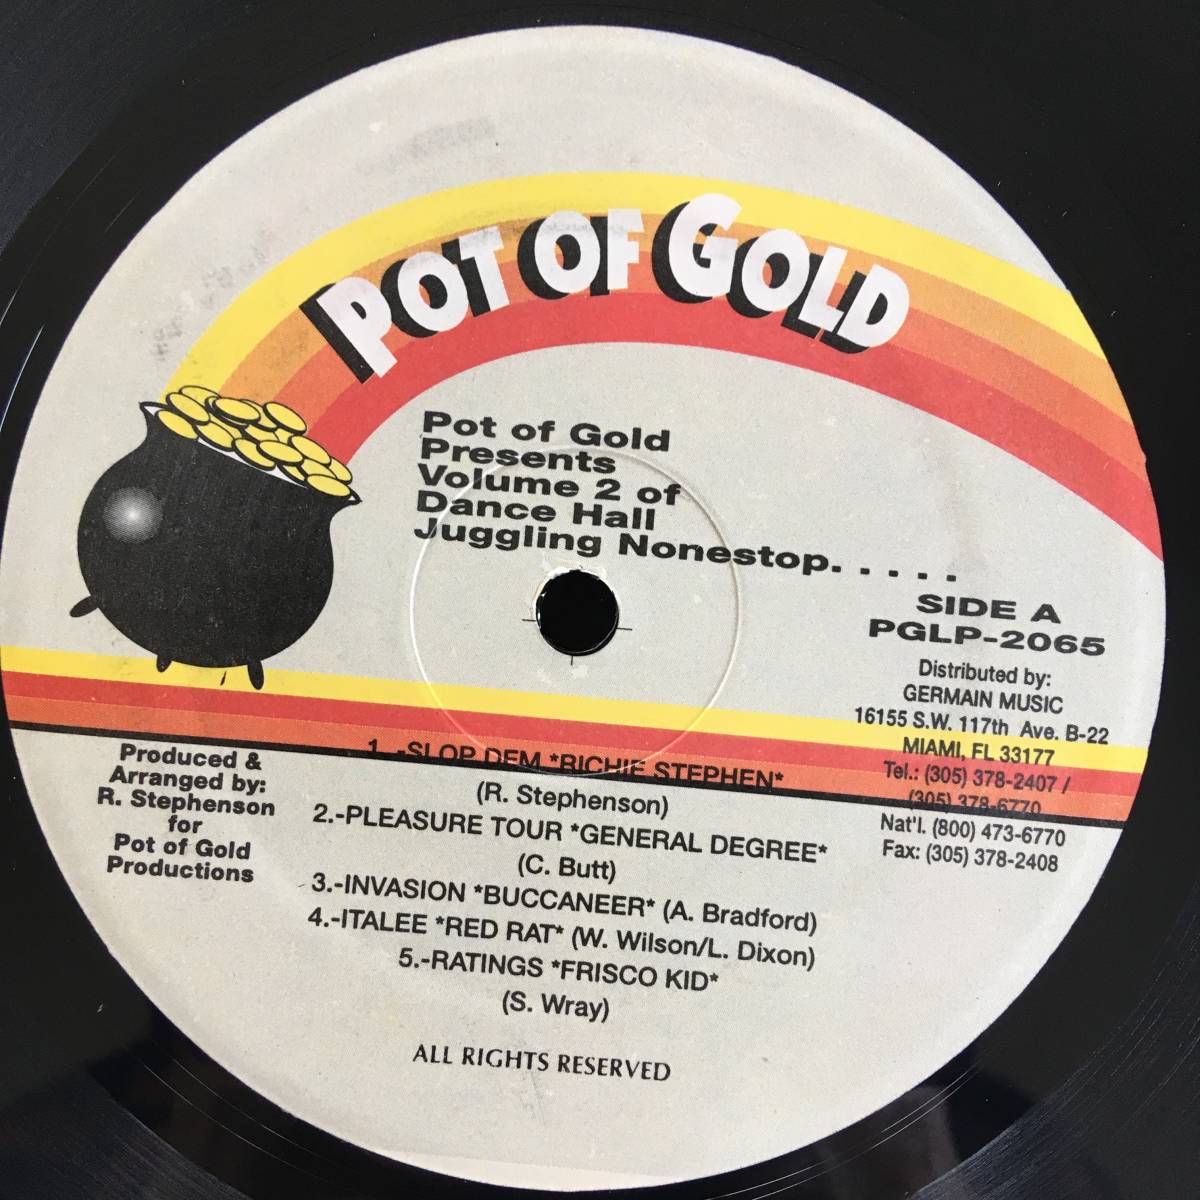 POT OF GOLD
Pot of Gold
Presents
Volume 2 of
Dance Hall
Juggling Nonestop. . . . .
SIDE A
PGLP-2065
Distributed by:
GERMAIN MUSIC
16155 S.W. 117th Ave. B-22
MIAMI, FL 33177
Tel.: (305) 378-2407 /
(305) 378-6770
Nat'l. (800) 473-6770
Fax: (305) 378-2408
Produced &
Arranged by:
R. Stephenson
for
Pot of Gold
Productions
1. -SLOP DEM *RICHIE STEPHEN*
(R. Stephenson)
2.-PLEASURE TOUR *GENERAL DEGREE*
(C. Butt)
3.-INVASION *BUCCANEER* (A. Bradford)
4.-ITALEE *RED RAT* (W. Wilson/L. Dixon)
5.-RATINGS *FRISCO KID*
(S. Wray)
ALL RIGHTS RESERVED